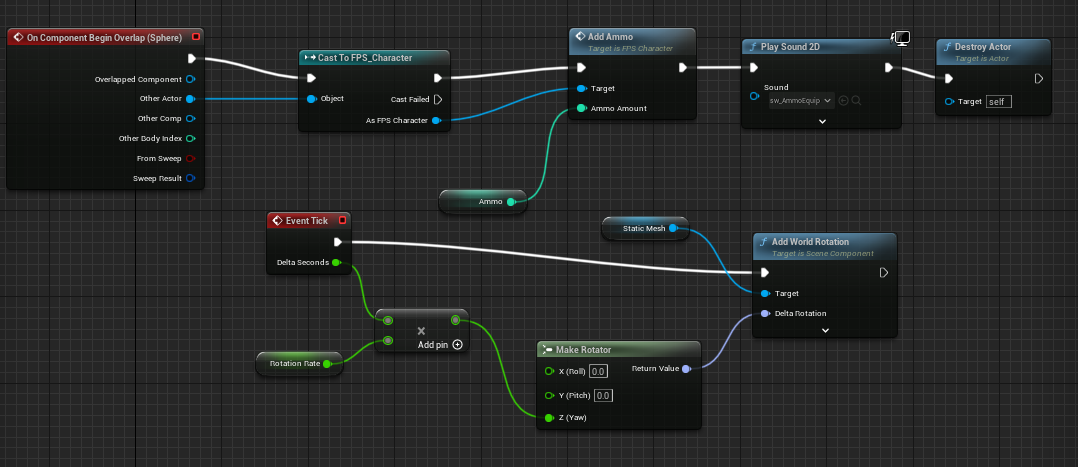 On Component Begin Overlap (Sphere)
Overlapped Component
Other Actor
Other Comp
Other Body Index
From Sweep
Sweep Result
Cast To FPS_Character
Object
Cast Failed
As FPS Character
Add Ammo
Target is FPS Character
Target
Ammo Amount
Play Sound 2D
Sound
sw_AmmoEquip
Destroy Actor
Target is Actor
Target self
Ammo
Event Tick
Delta Seconds
Static Mesh
Add World Rotation
Target is Scene Component
Target
Delta Rotation
Add pin
Rotation Rate
Make Rotator
X (Roll) 0.0
Return Value
Y (Pitch) 0.0
Z (Yaw)